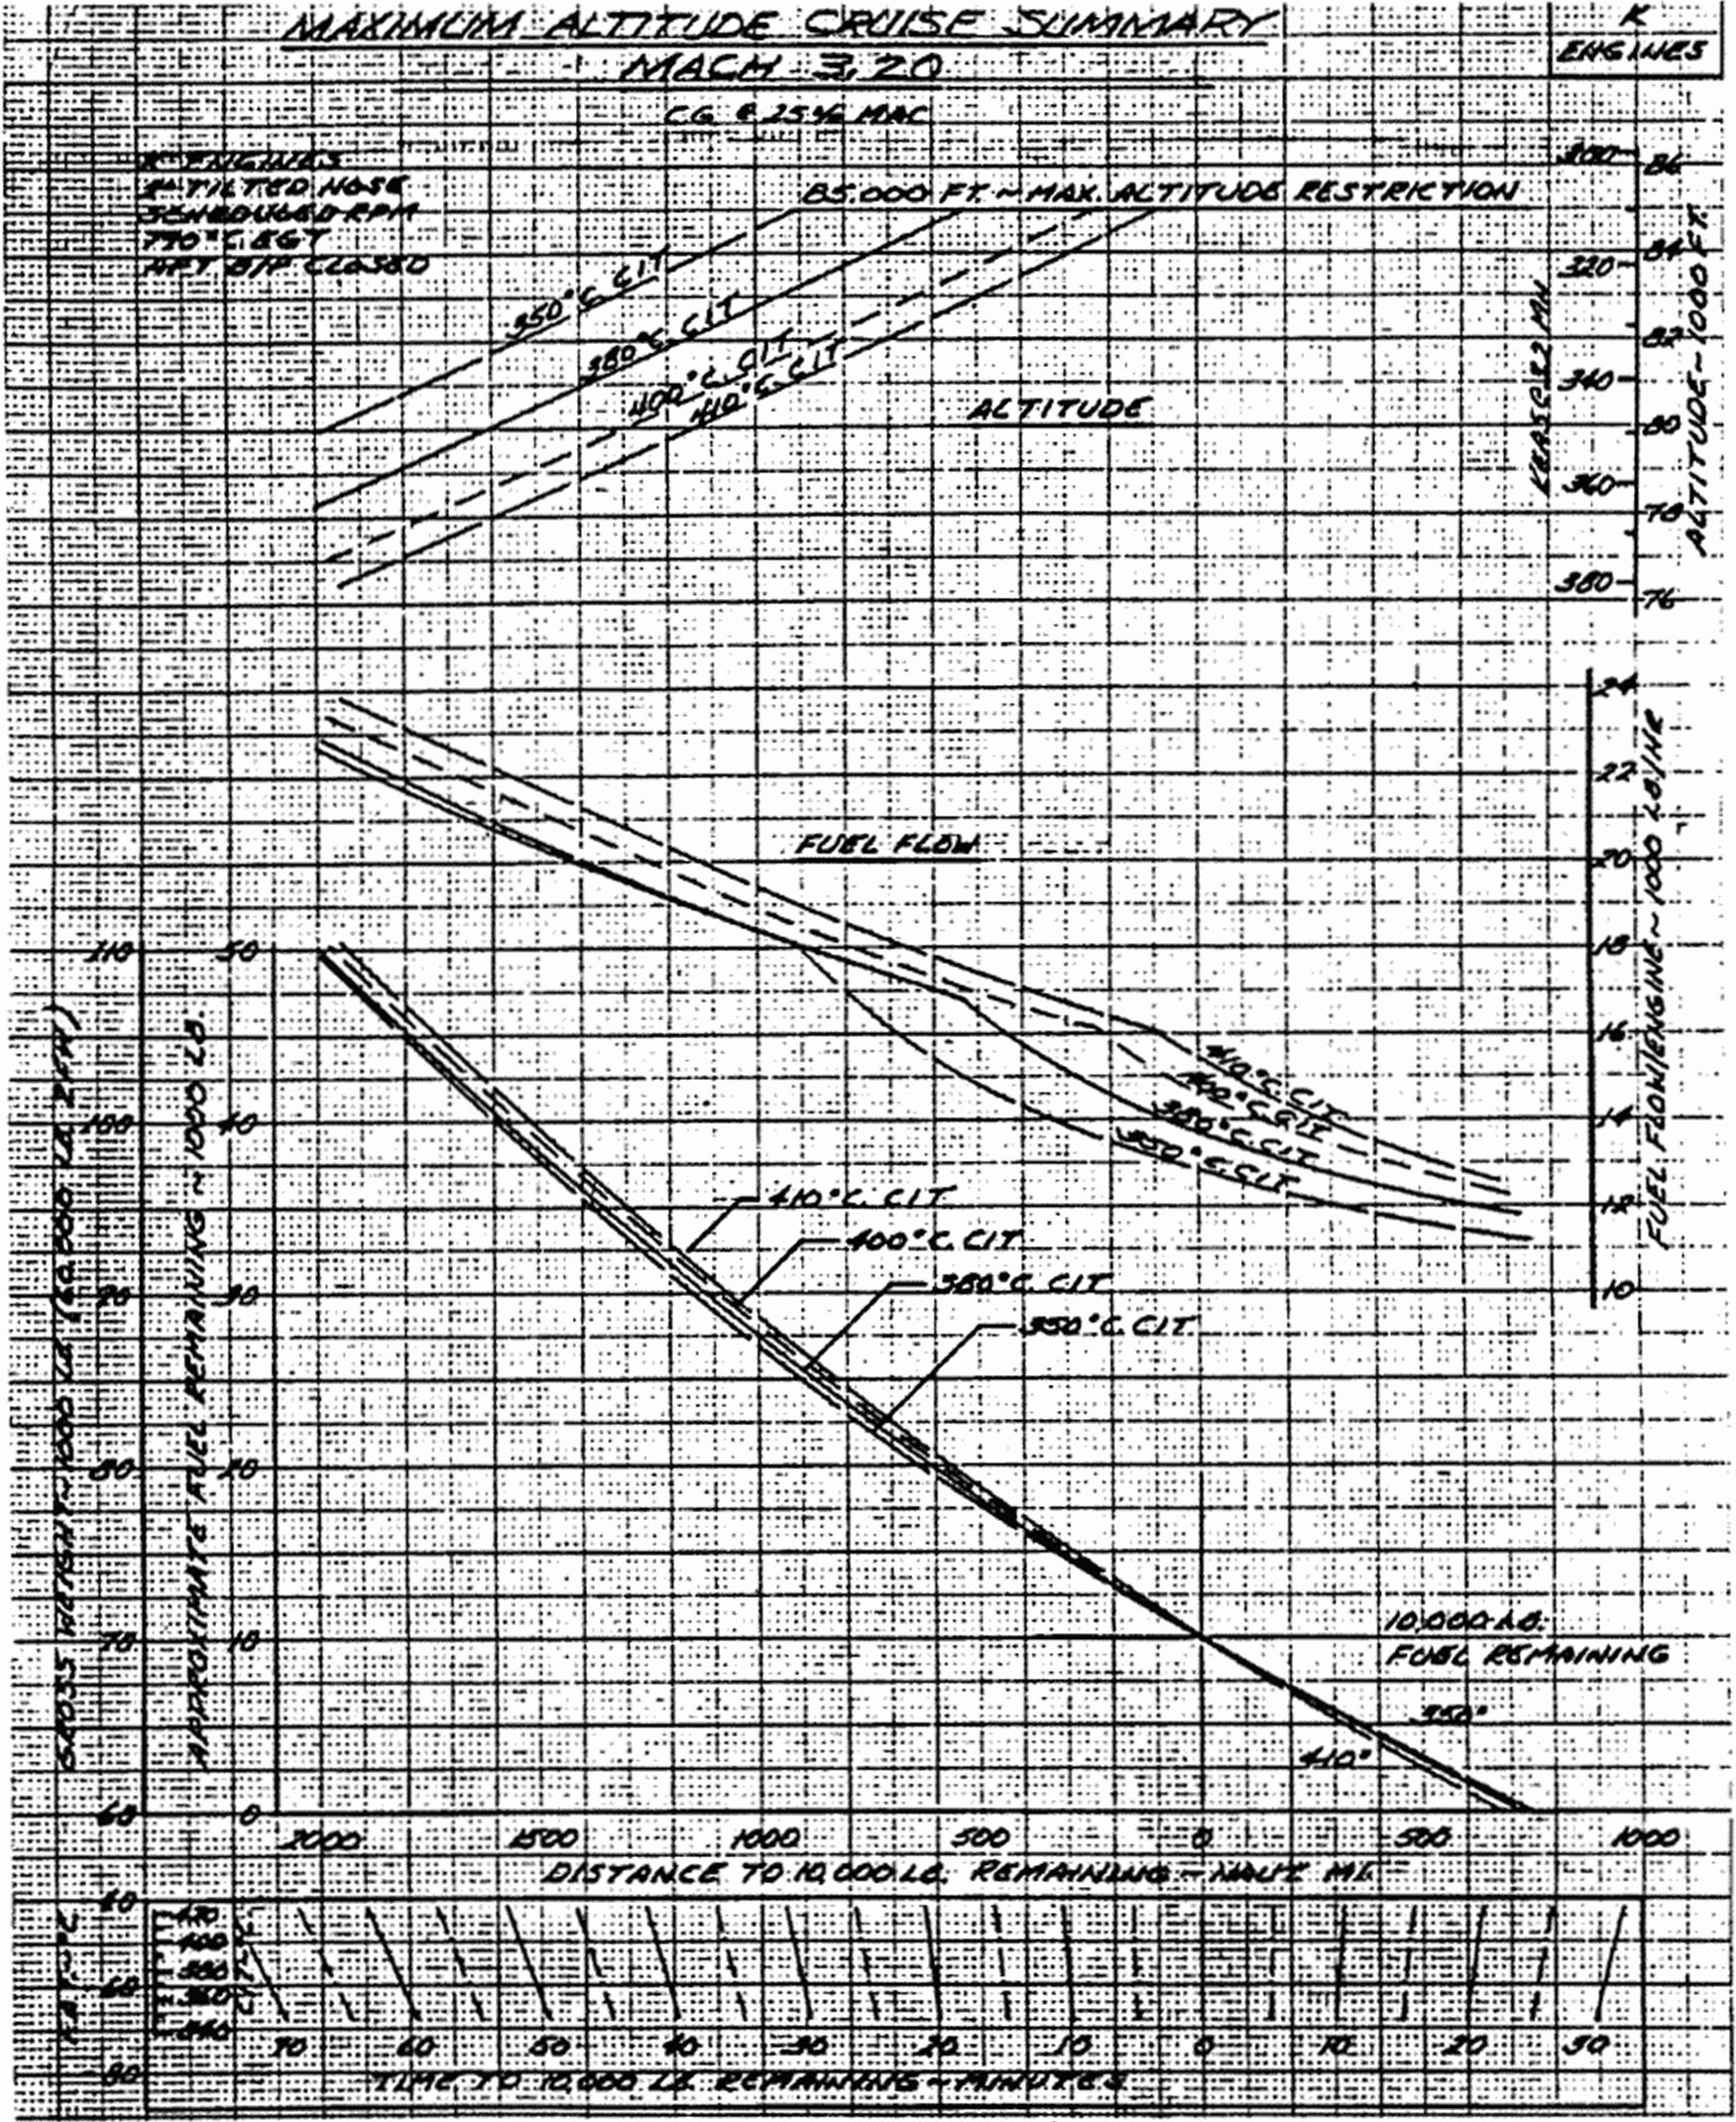 MAXIMUM ALTITUDE CRUISE SUMMARY
MACH 3.20
C.G. @ 25% MAC
K
ENGINES
K ENGINES
2° TILTED NOSE
SCHEDULED RPM
790°C. EGT
AFT B/P CLOSED
85,000 FT. ~ MAX. ALTITUDE RESTRICTION
350°C. CIT
380°C. CIT
400°C. CIT
410°C. CIT
ALTITUDE
KEAS @ 3.2 MN
300
320
340
360
380
ALTITUDE ~ 1000 FT.
86
84
82
80
78
76
FUEL FLOW
410°C. CIT
400°C. CIT
380°C. CIT
350°C. CIT
FUEL FLOW/ENGINE ~ 1000 LB/HR
24
22
20
18
16
14
12
10
GROSS WEIGHT ~ 1000 LB (60,000 LB ZFW)
110
100
90
80
70
60
APPROXIMATE FUEL REMAINING ~ 1000 LB.
50
40
30
20
10
0
410°C. CIT
400°C. CIT
380°C. CIT
350°C. CIT
10,000 LB.
FUEL REMAINING
350°
410°
2000 1500 1000 500 0 500 1000
DISTANCE TO 10,000 LB. REMAINING ~ NAUT. MI.
40
60
80
420
400
380
360
340
70 60 50 40 30 20 10 0 10 20 30
TIME TO 10,000 LB. REMAINING ~ MINUTES